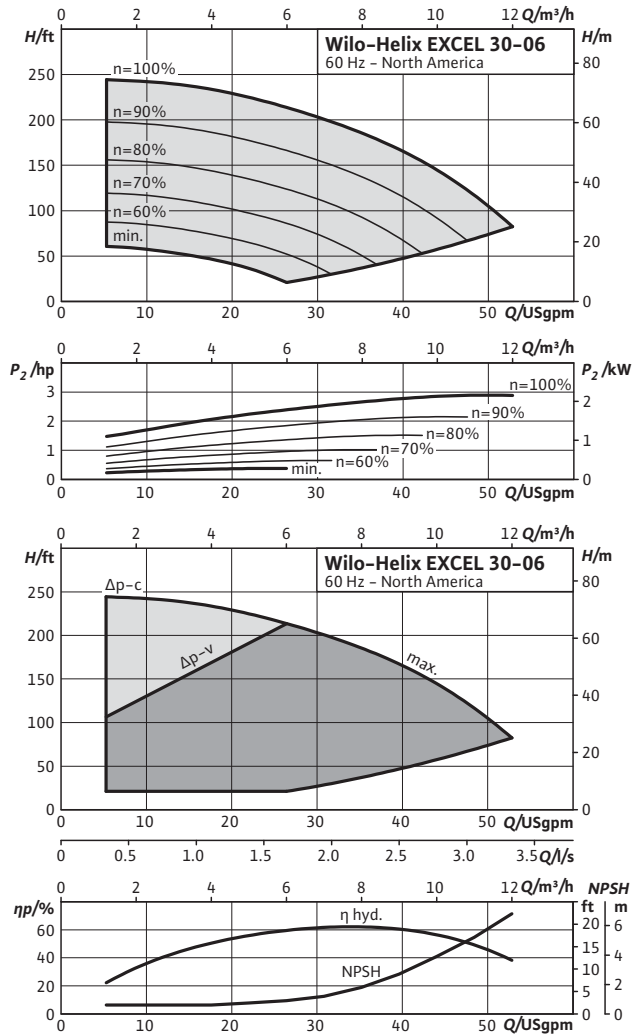 0 2 4 6 8 10 12 Q/m³/h
H/ft H/m
Wilo-Helix EXCEL 30-06
60 Hz - North America
250 200 150 100 50 0
80 60 40 20 0
n=100%
n=90%
n=80%
n=70%
n=60%
min.
0 10 20 30 40 50 Q/USgpm
0 2 4 6 8 10 12 Q/m³/h
P₂ /hp P₂ /kW
3 2 1 0
2 1 0
n=100%
n=90%
n=80%
n=70%
n=60%
min.
0 10 20 30 40 50 Q/USgpm
0 2 4 6 8 10 12 Q/m³/h
H/ft H/m
Wilo-Helix EXCEL 30-06
60 Hz - North America
250 200 150 100 50 0
80 60 40 20 0
Δp-c
Δp-v
max.
0 10 20 30 40 50 Q/USgpm
0 0.5 1.0 1.5 2.0 2.5 3.0 3.5 Q/l/s
0 2 4 6 8 10 12 Q/m³/h
NPSH
ηp/% ft m
60 40 20 0
20 15 10 5 0
6 4 2 0
η hyd.
NPSH
0 10 20 30 40 50 Q/USgpm